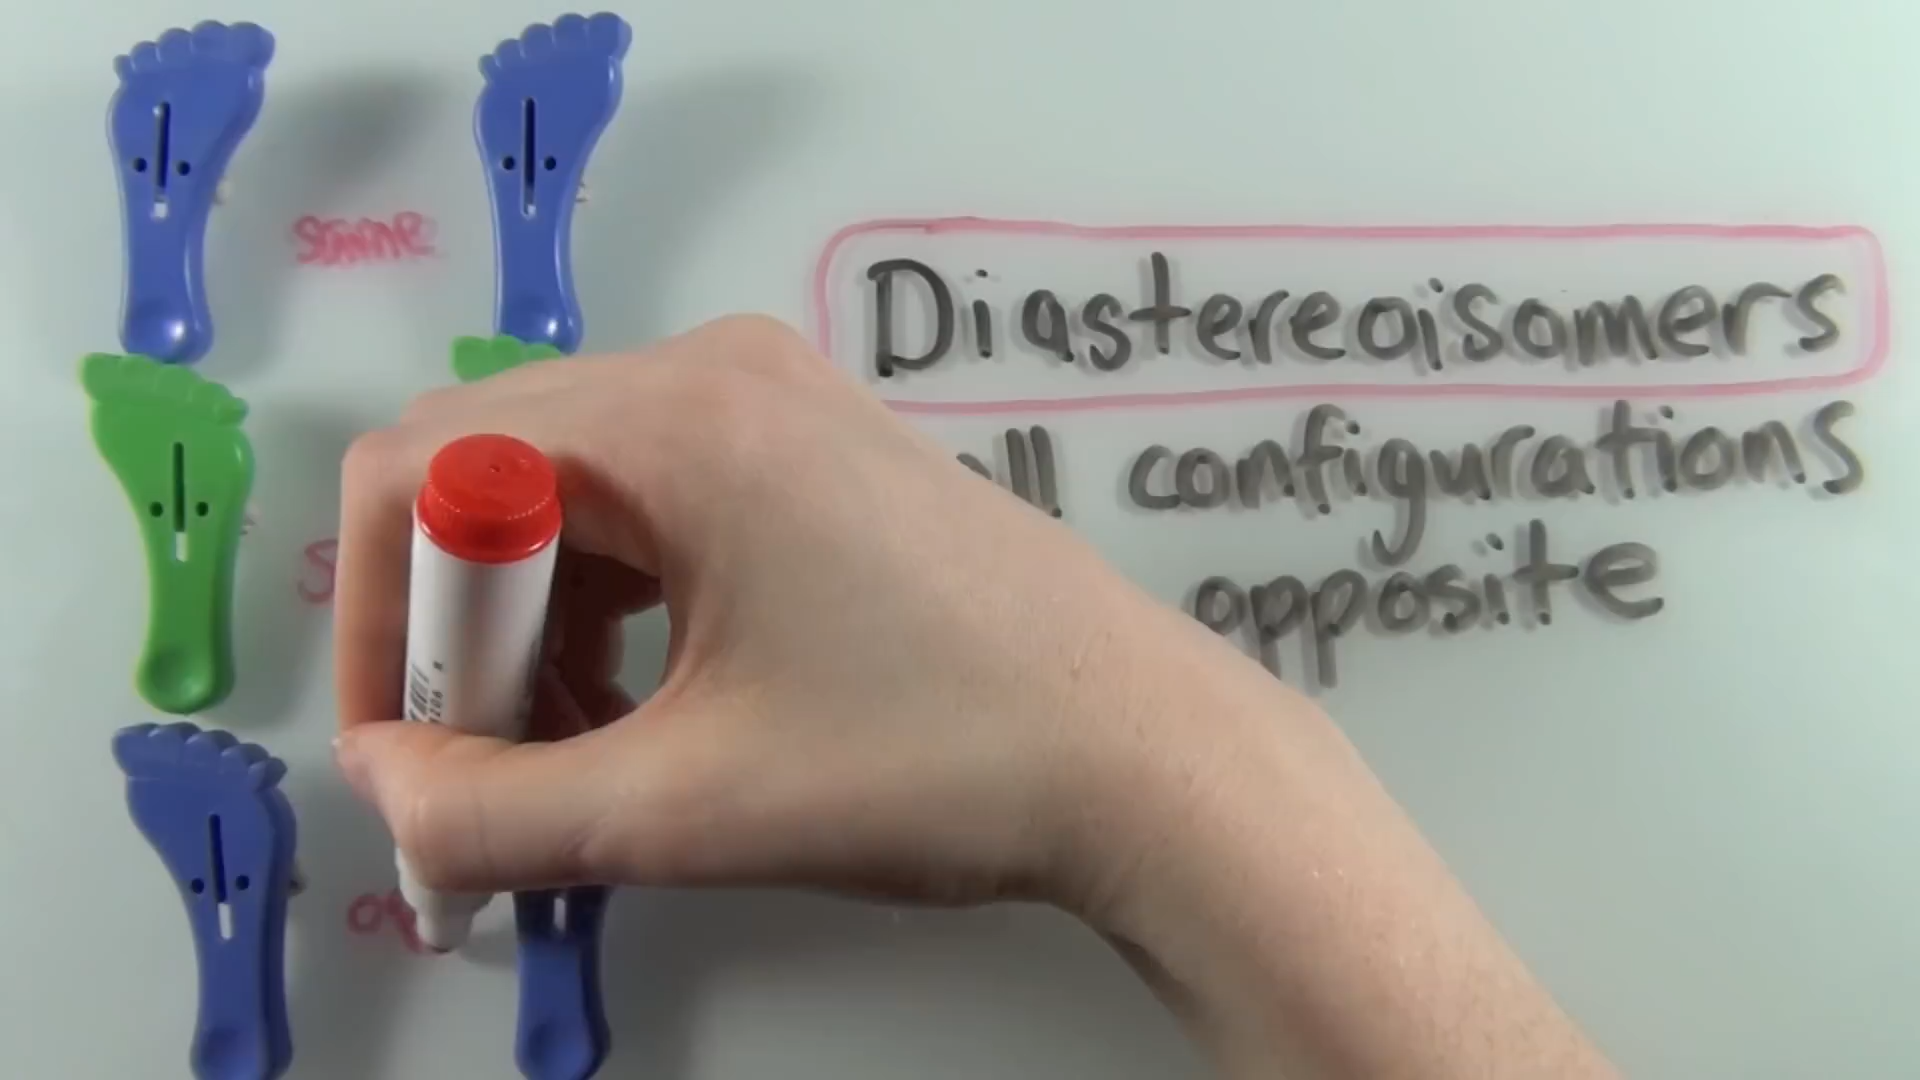 same
Diastereoisomers
configurations
opposite